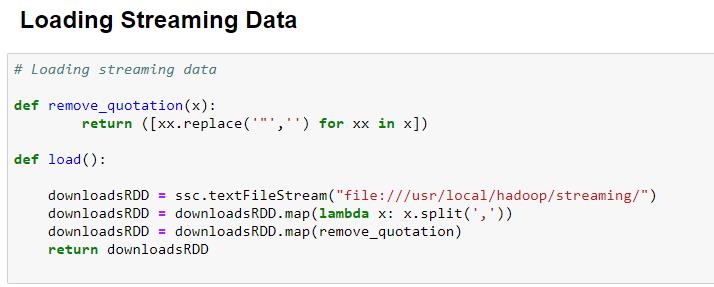 Loading Streaming Data
# Loading streaming data
def remove_quotation(x):
        return ([xx.replace('"','') for xx in x])
def load():
    downloadsRDD = ssc.textFileStream("file:///usr/local/hadoop/streaming/")
    downloadsRDD = downloadsRDD.map(lambda x: x.split(','))
    downloadsRDD = downloadsRDD.map(remove_quotation)
    return downloadsRDD